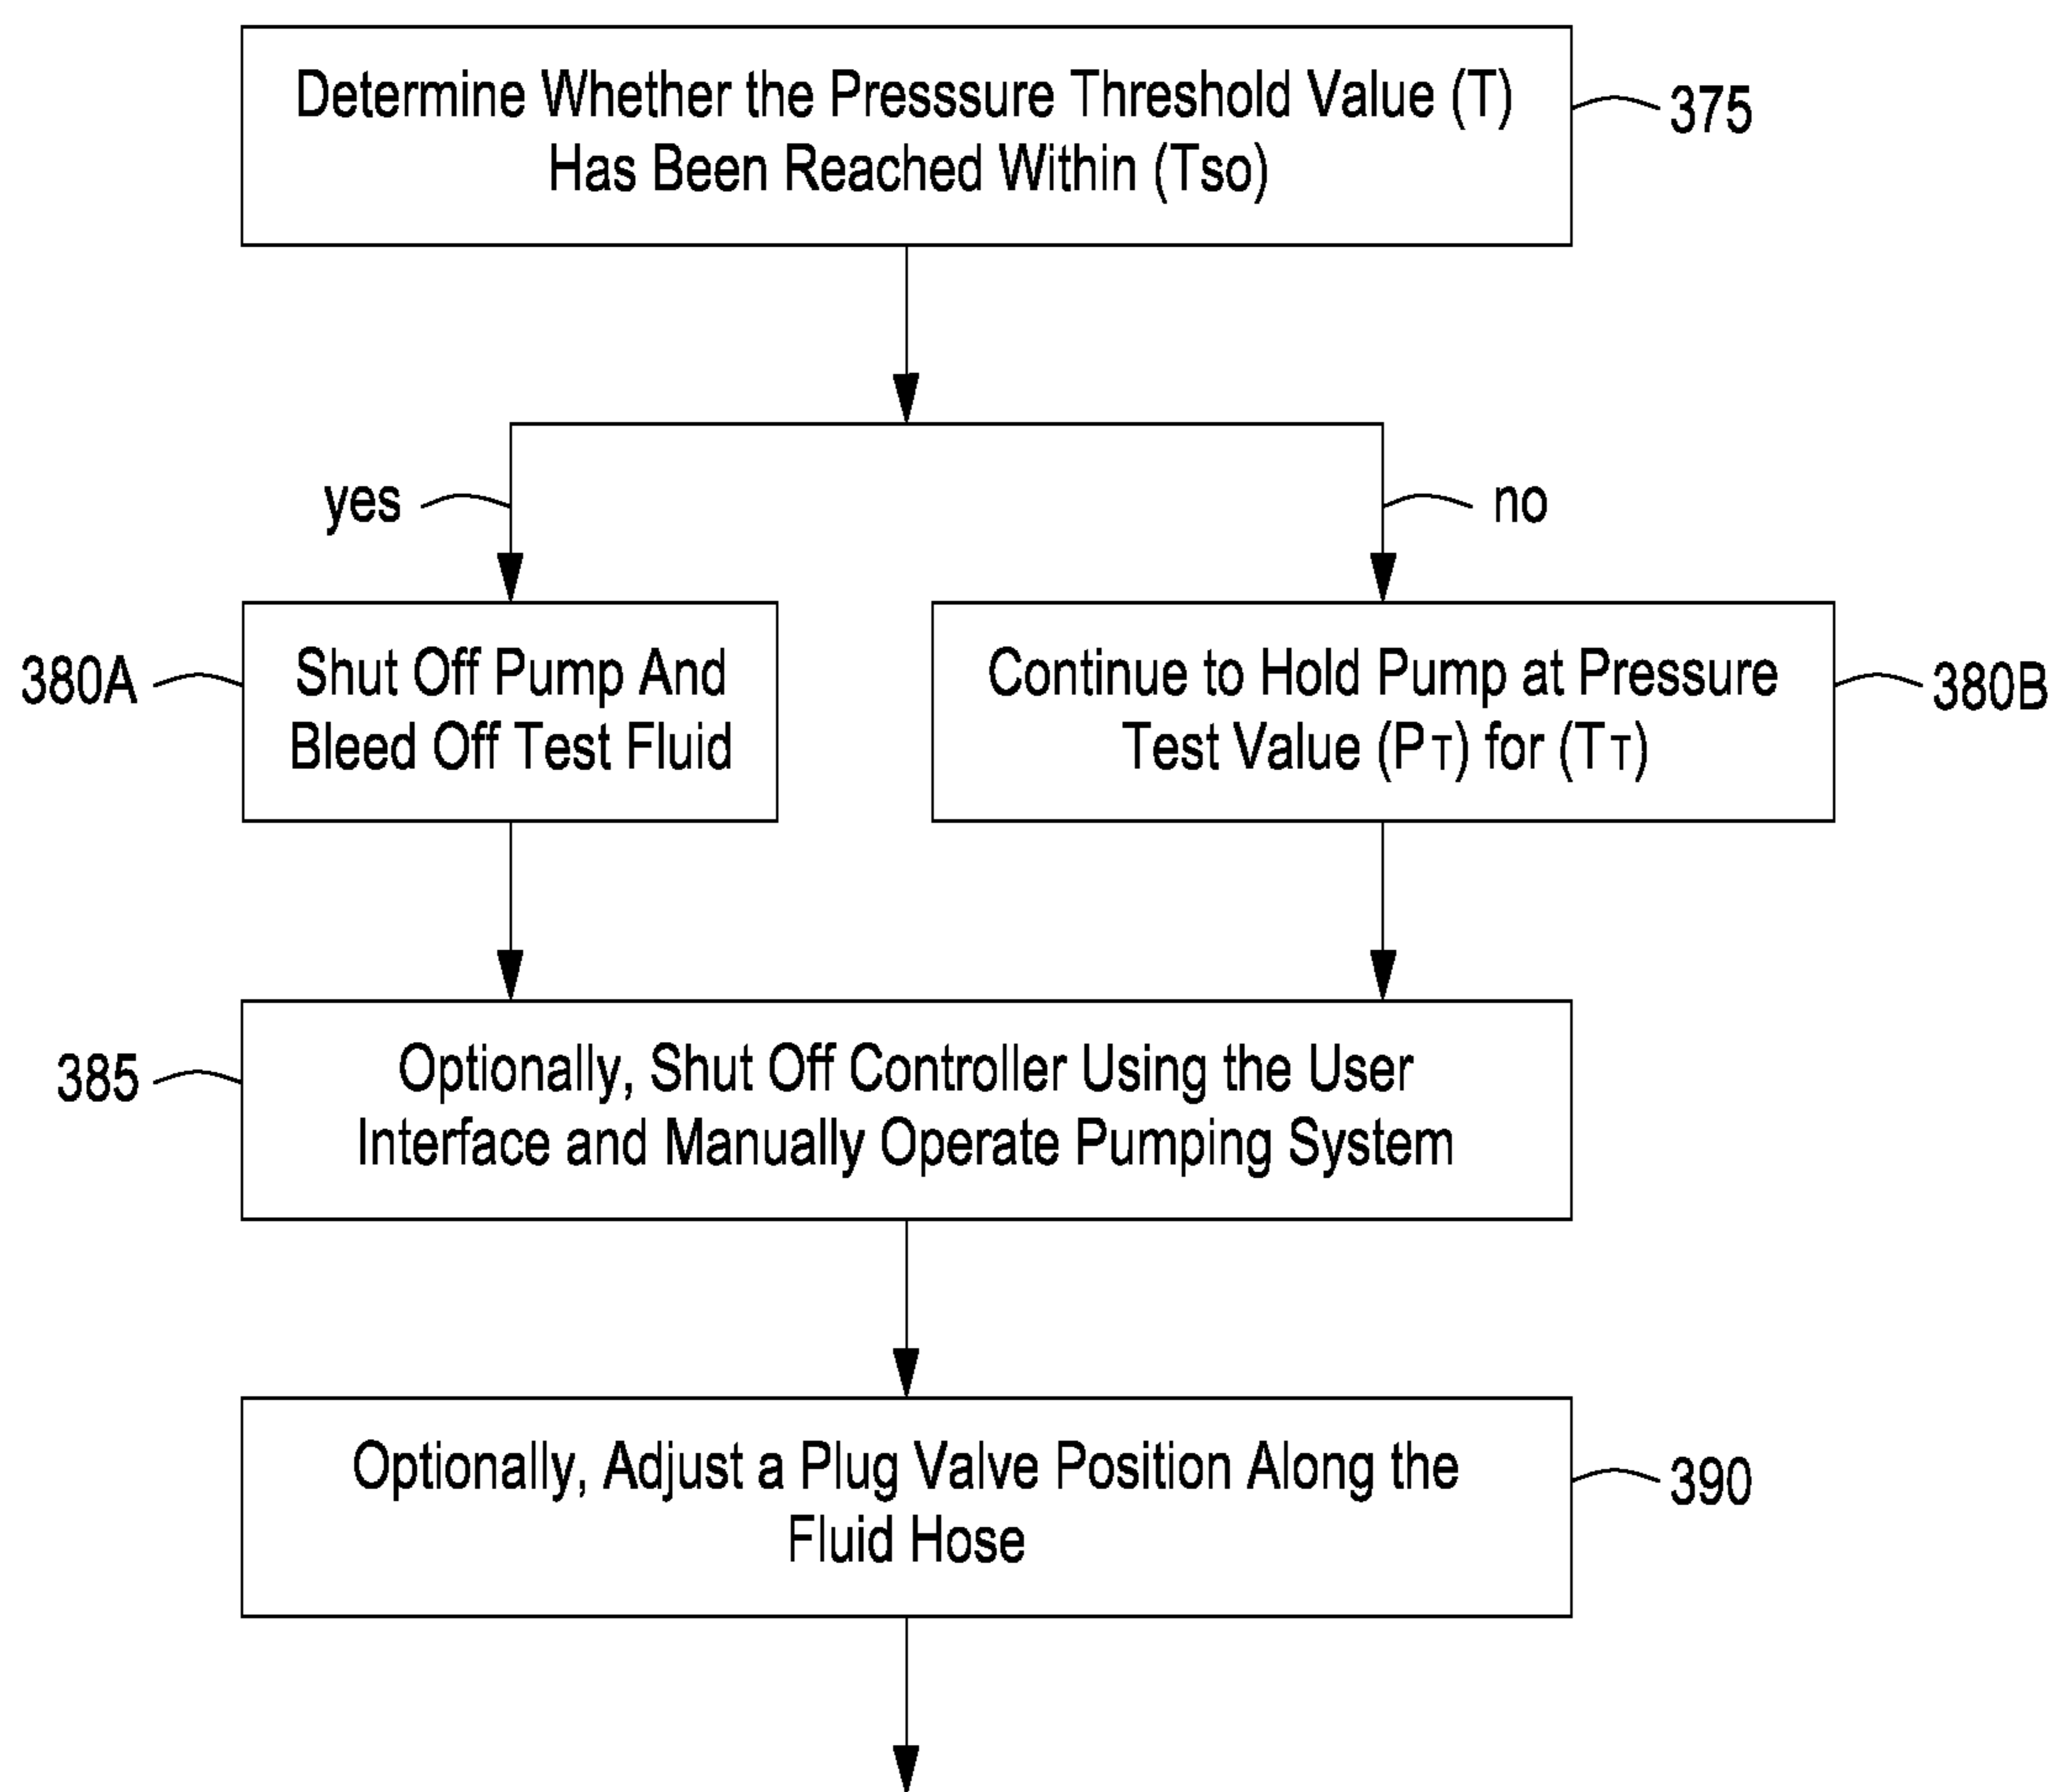 Determine Whether the Presssure Threshold Value (T)
Has Been Reached Within (Tso)
375
yes
no
380A
Shut Off Pump And
Bleed Off Test Fluid
Continue to Hold Pump at Pressure
Test Value (PT) for (TT)
380B
385
Optionally, Shut Off Controller Using the User
Interface and Manually Operate Pumping System
Optionally, Adjust a Plug Valve Position Along the
Fluid Hose
390